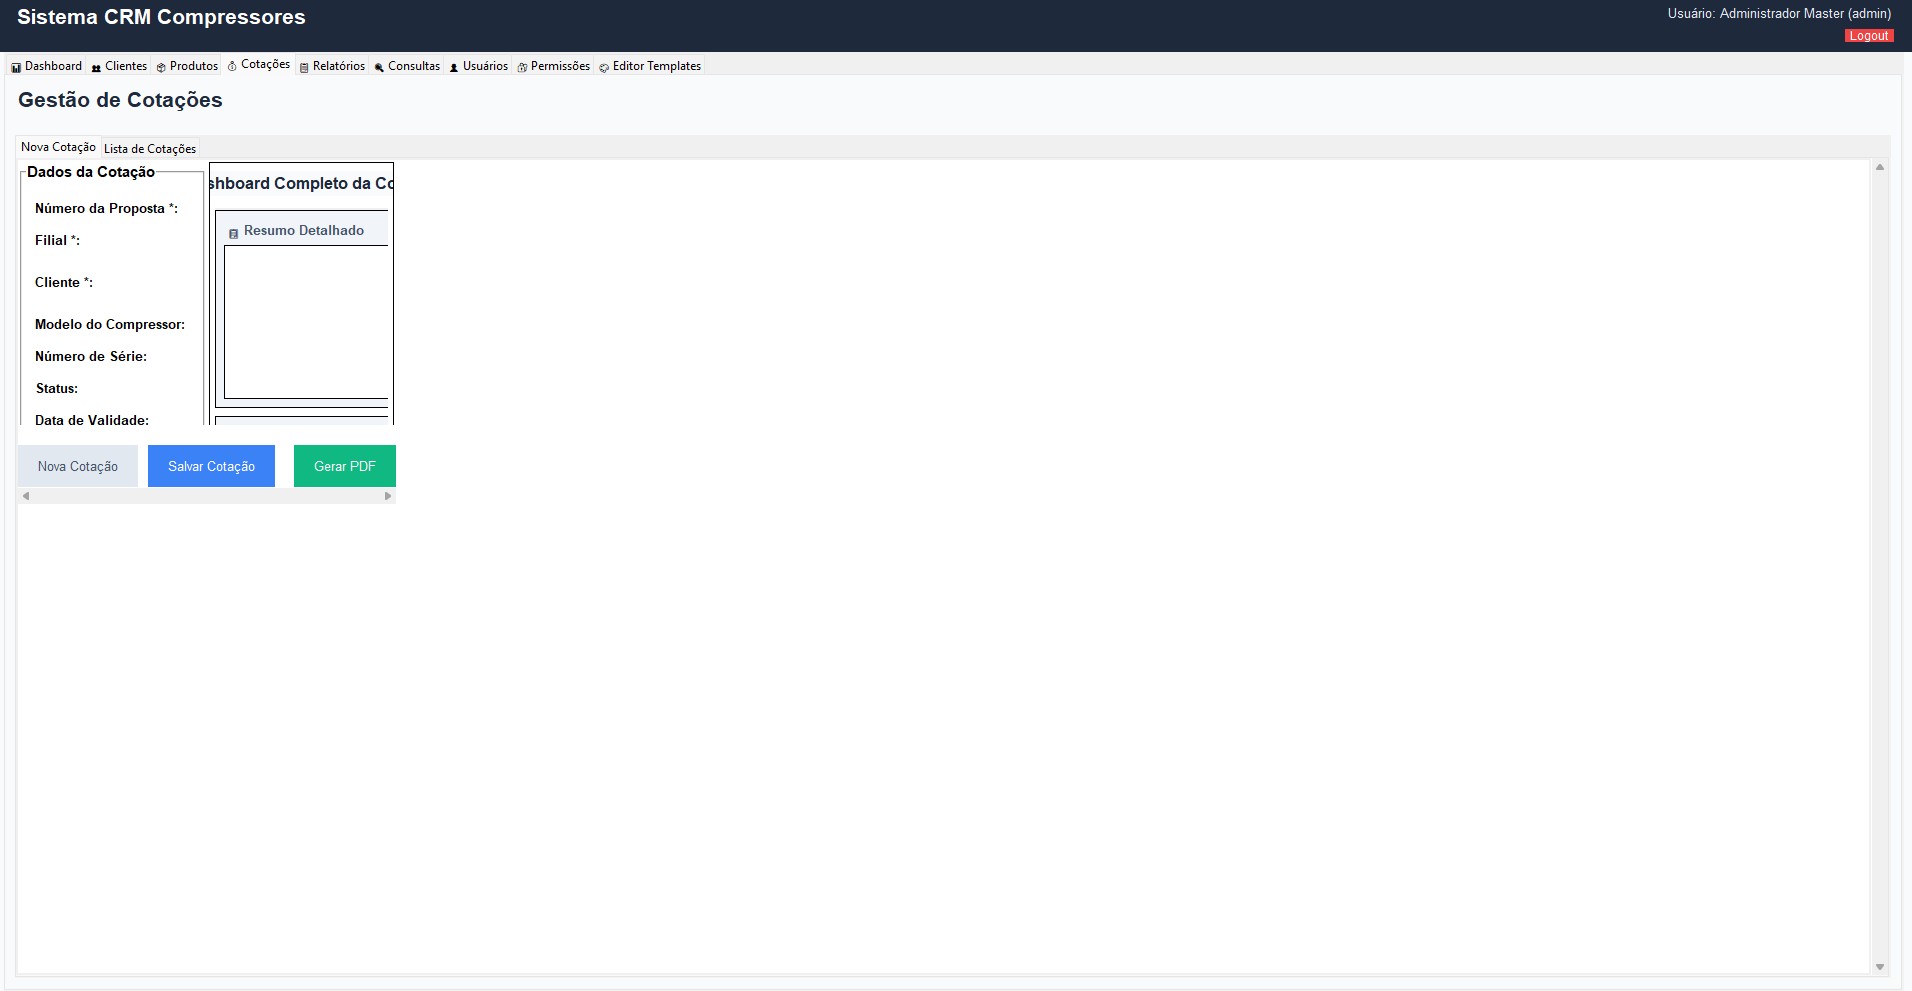 Sistema CRM Compressores
Usuário: Administrador Master (admin)
Logout
Dashboard Clientes Produtos Cotações Relatórios Consultas Usuários Permissões Editor Templates
Gestão de Cotações
Nova Cotação Lista de Cotações
Dados da Cotação
Número da Proposta *:
Filial *:
Cliente *:
Modelo do Compressor:
Número de Série:
Status:
Data de Validade:
shboard Completo da Co
Resumo Detalhado
Nova Cotação Salvar Cotação Gerar PDF